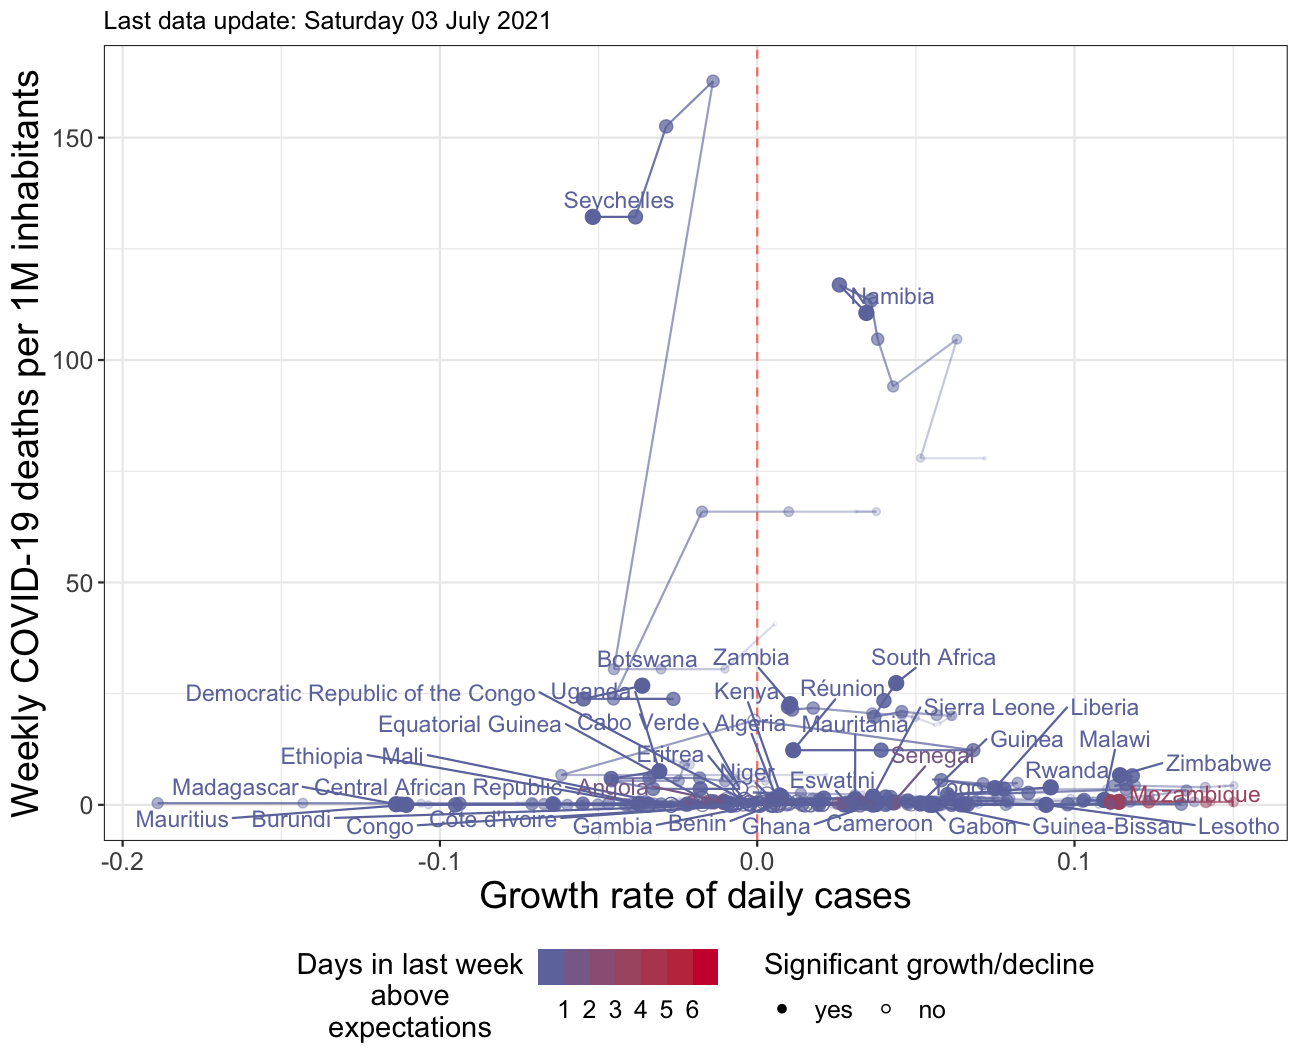 Last data update: Saturday 03 July 2021
Weekly COVID-19 deaths per 1M inhabitants
150
100
50
0
Seychelles
Namibia
Botswana
Zambia
South Africa
Democratic Republic of the Congo
Uganda
Kenya
Réunion
Sierra Leone
Liberia
Equatorial Guinea
Cabo Verde
Algeria
Mauritania
Guinea
Malawi
Ethiopia
Mali
Eritrea
Senegal
Zimbabwe
Niger
Rwanda
Madagascar
Central African Republic
Angola
Eswatini
Togo
Mozambique
Mauritius
Burundi
Congo
Côte d'Ivoire
Gambia
Benin
Ghana
Cameroon
Gabon
Guinea-Bissau
Lesotho
-0.2
-0.1
0.0
0.1
Growth rate of daily cases
Days in last week
above
expectations
1 2 3 4 5 6
Significant growth/decline
yes
no